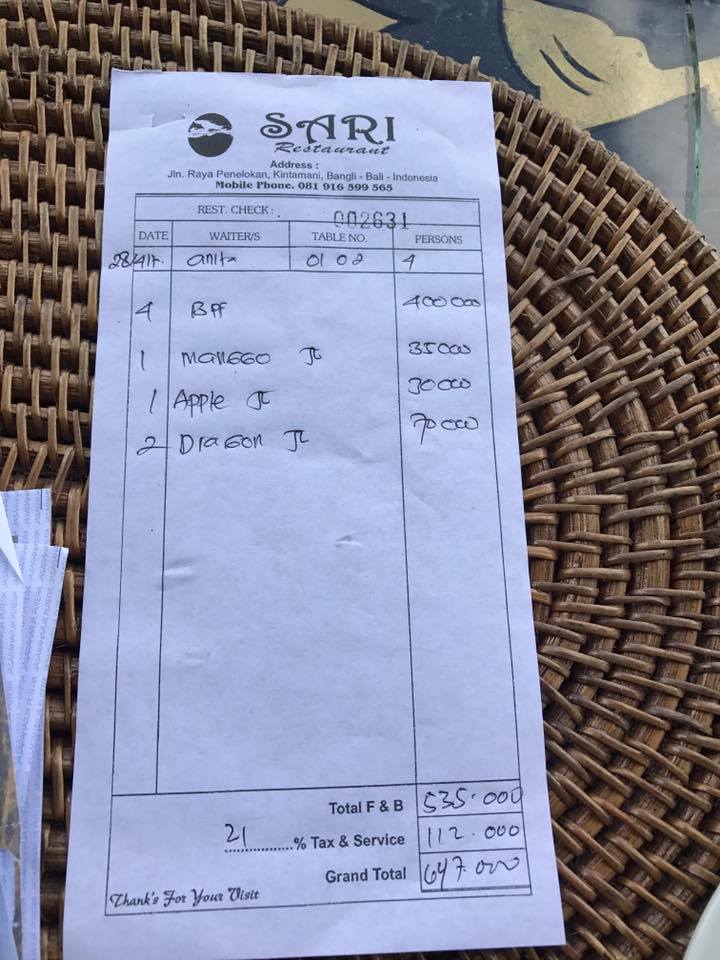 SARI
Restaurant
Address :
Jln. Raya Penelokan, Kintamani, Bangli - Bali - Indonesia
Mobile Phone. 081 916 599 565
REST. CHECK : 002631
DATE WAITER/S TABLE NO. PERSONS
28/4/17. anita 01 02 4
4 BFF 400 000
1 Manggo JC 35000
1 Apple JC 30000
2 Dragon JC 70000
Total F & B 535.000
21 ..........% Tax & Service 112.000
Grand Total 647.000
Thank's For Your Visit